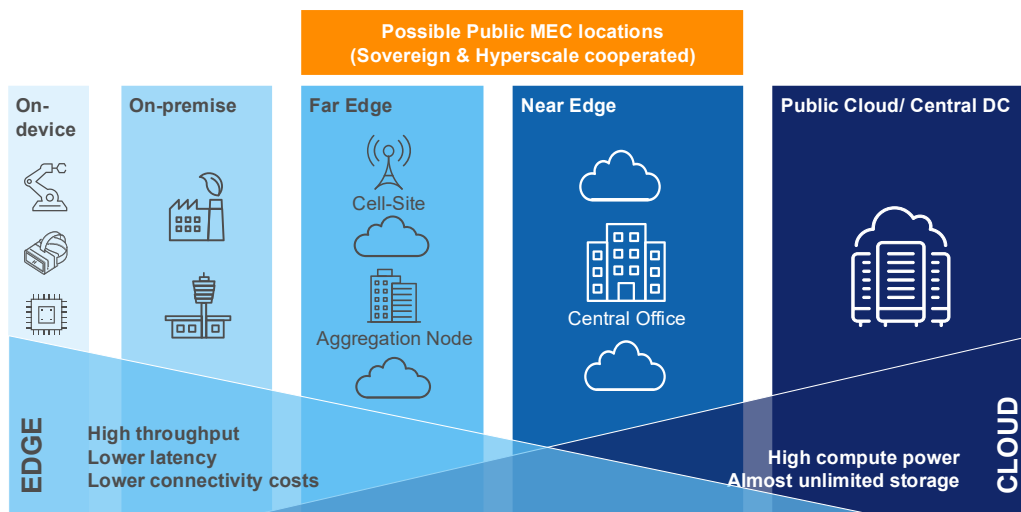 Possible Public MEC locations
(Sovereign & Hyperscale cooperated)
On-
device
On-premise
Far Edge
Near Edge
Public Cloud/ Central DC
Cell-Site
Aggregation Node
Central Office
EDGE
High throughput
Lower latency
Lower connectivity costs
High compute power
Almost unlimited storage
CLOUD